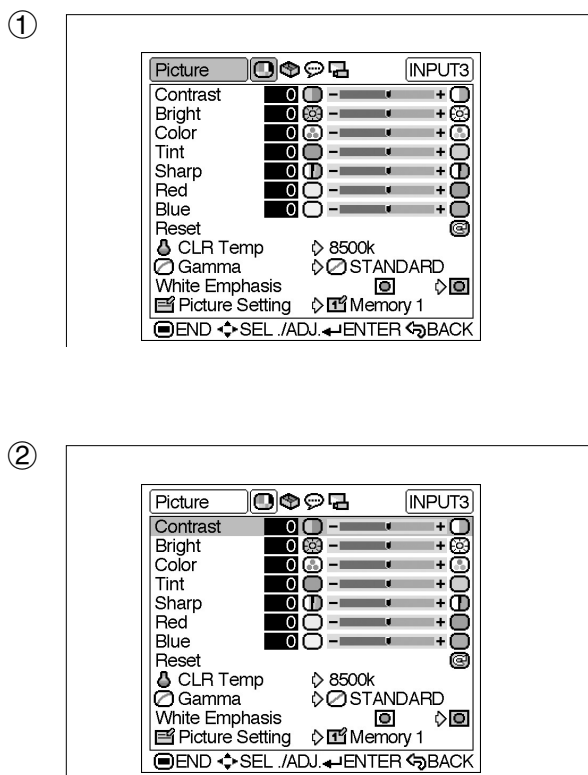 ①
Picture INPUT3
Contrast 0 - +
Bright 0 - +
Color 0 - +
Tint 0 - +
Sharp 0 - +
Red 0 - +
Blue 0 - +
Reset
CLR Temp 8500k
Gamma STANDARD
White Emphasis
Picture Setting 1 Memory 1
END SEL./ADJ. ENTER BACK
②
Picture INPUT3
Contrast 0 - +
Bright 0 - +
Color 0 - +
Tint 0 - +
Sharp 0 - +
Red 0 - +
Blue 0 - +
Reset
CLR Temp 8500k
Gamma STANDARD
White Emphasis
Picture Setting 1 Memory 1
END SEL./ADJ. ENTER BACK